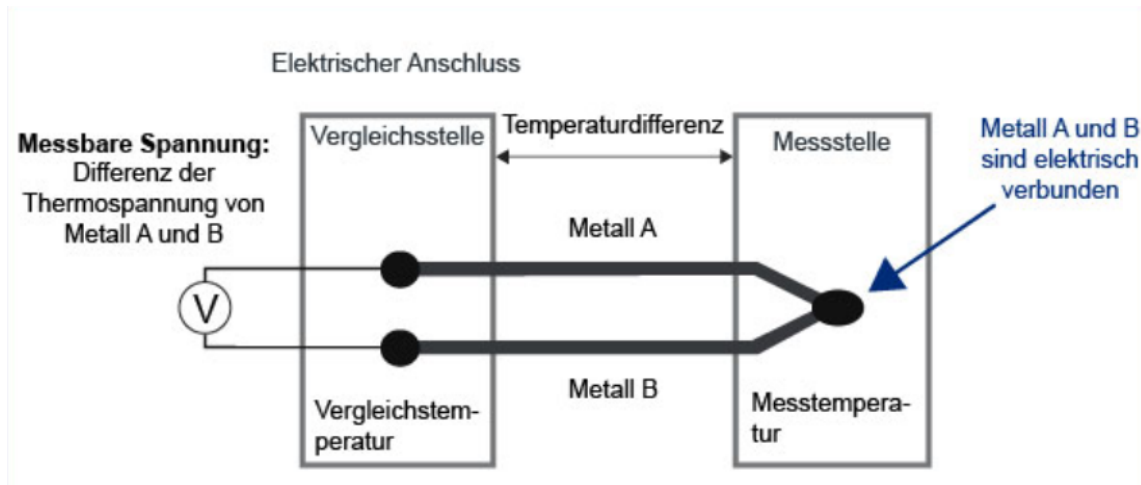 Elektrischer Anschluss
Messbare Spannung:
Differenz der
Thermospannung von
Metall A und B
Vergleichsstelle
Temperaturdifferenz
Messstelle
Metall A und B
sind elektrisch
verbunden
Metall A
V
Metall B
Vergleichstem-
peratur
Messtempera-
tur